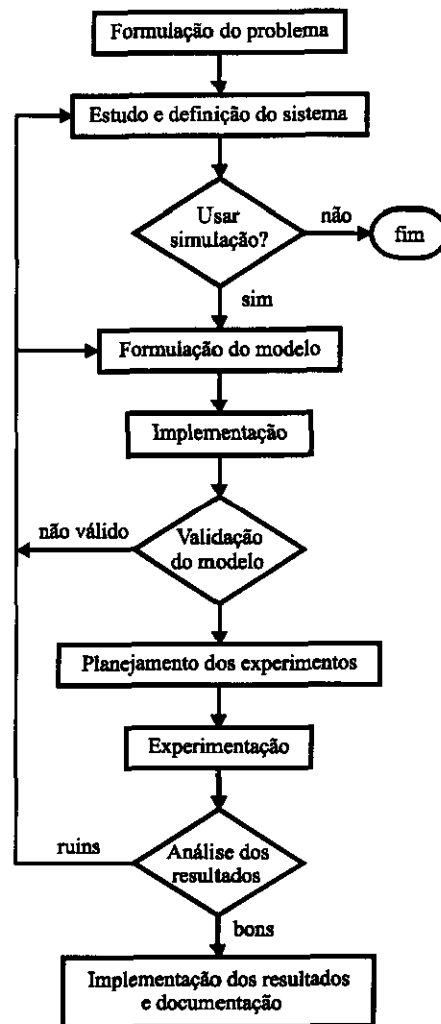 Formulação do problema
Estudo e definição do sistema
Usar
simulação?
não
fim
sim
Formulação do modelo
Implementação
não válido
Validação
do modelo
Planejamento dos experimentos
Experimentação
ruins
Análise dos
resultados
bons
Implementação dos resultados
e documentação